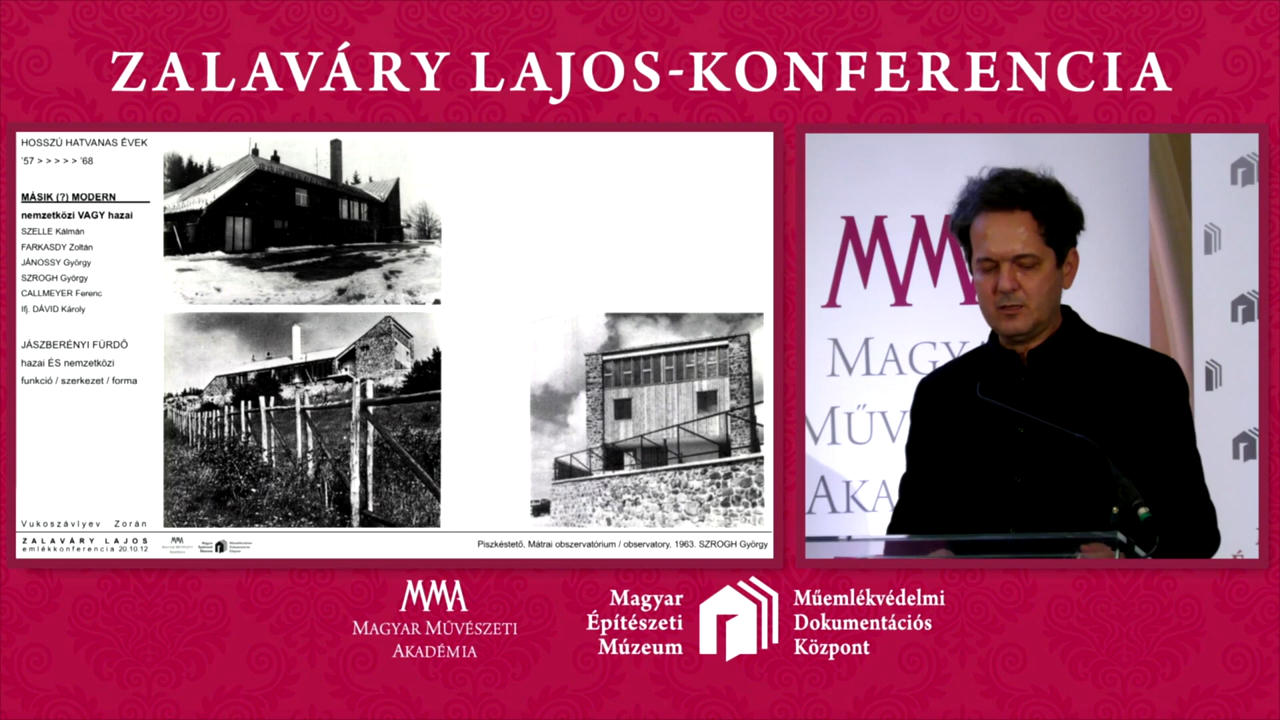 ZALAVÁRY LAJOS-KONFERENCIA
HOSSZÚ HATVANAS ÉVEK
'57 > > > > > '68
MÁSIK (?) MODERN
nemzetközi VAGY hazai
SZELLE Kálmán
FARKASDY Zoltán
JÁNOSSY György
SZROGH György
CALLMEYER Ferenc
Ifj. DÁVID Károly
JÁSZBERÉNYI FÜRDŐ
hazai ÉS nemzetközi
funkció / szerkezet / forma
Vukoszávlyev Zorán
ZALAVÁRY LAJOS
emlékkonferencia 20.10.12
Piszkéstető, Mátrai obszervatórium / observatory, 1963. SZROGH György
MMA
MAGY
MŰV
AKA
MMA
MAGYAR MŰVÉSZETI
AKADÉMIA
Magyar
Építészeti
Múzeum
Műemlékvédelmi
Dokumentációs
Központ